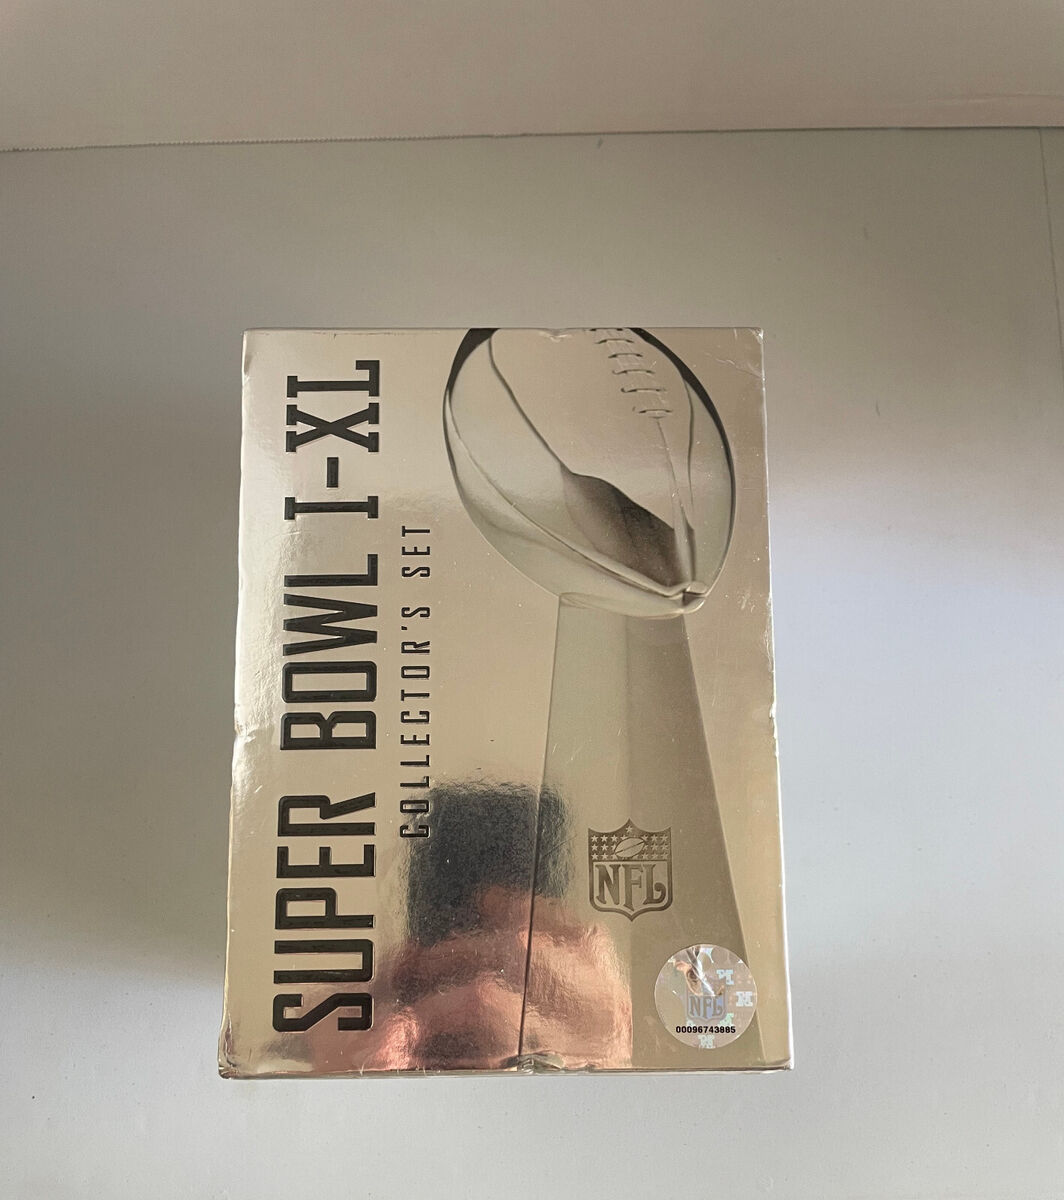 SUPER BOWL I-XL
COLLECTOR'S SET
NFL
NFL
00096743885